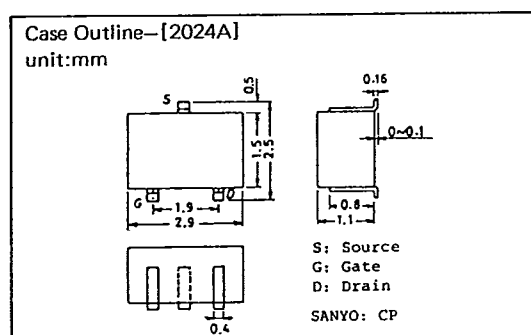 Case Outline–[2024A]
unit:mm
S
0.5
1.5
2.5
G
D
1.9
2.9
0.16
0~0.1
0.8
1.1
0.4
S: Source
G: Gate
D: Drain
SANYO: CP